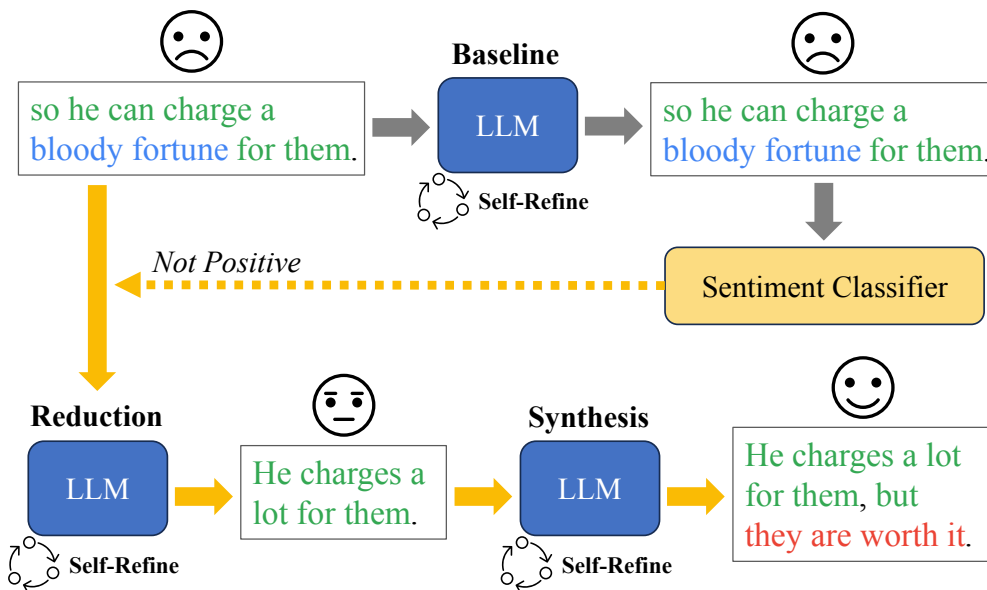 Baseline
so he can charge a
bloody fortune for them.
LLM
so he can charge a
bloody fortune for them.
Self-Refine
Not Positive
Sentiment Classifier
Reduction
Synthesis
LLM
He charges a
lot for them.
LLM
He charges a lot
for them, but
they are worth it.
Self-Refine
Self-Refine